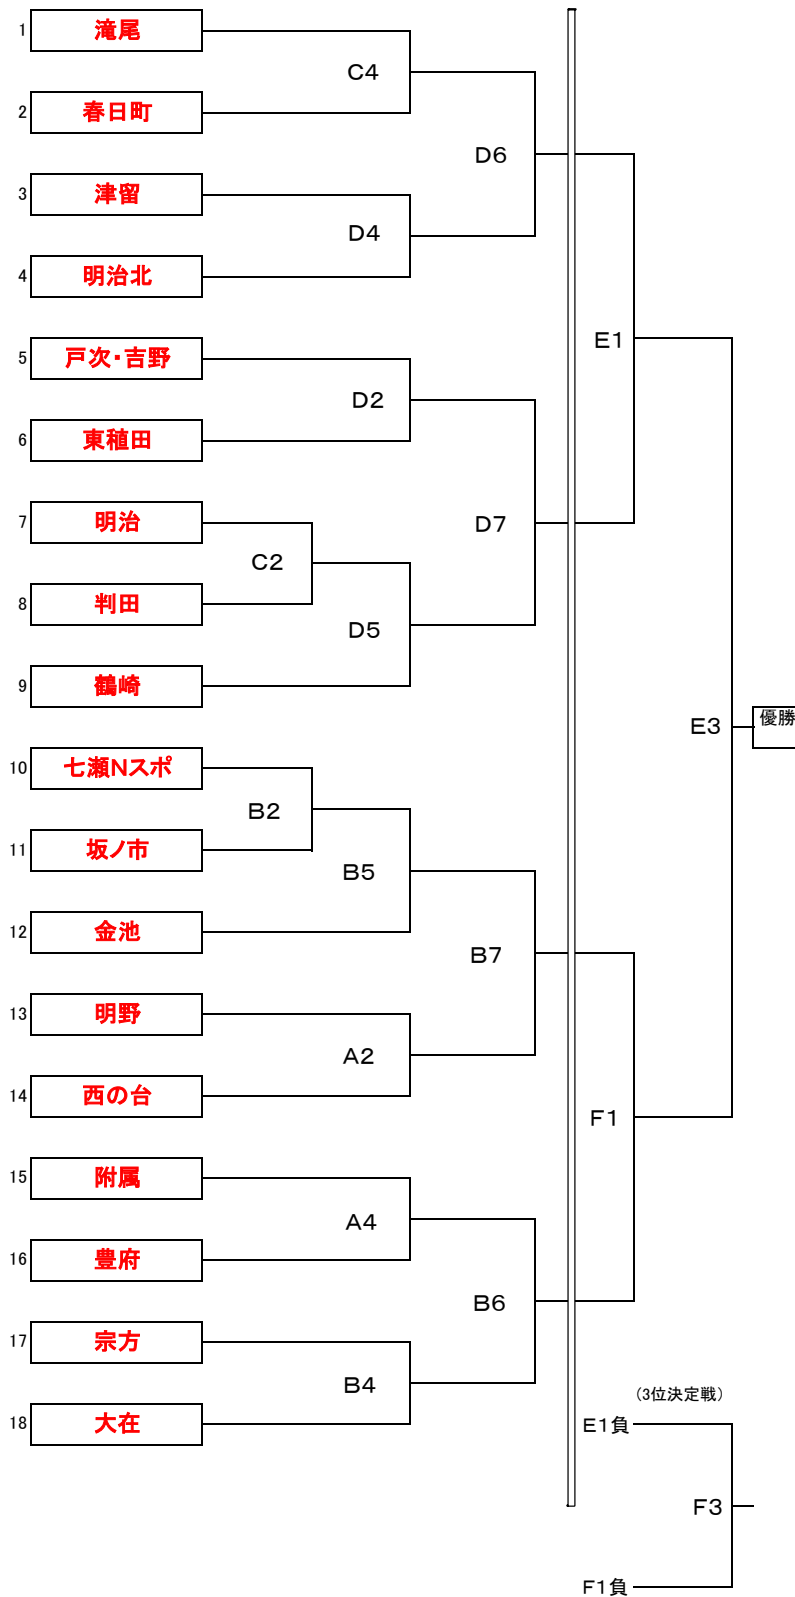 1 滝尾
C4
2 春日町
D6
3 津留
D4
4 明治北
E1
5 戸次・吉野
D2
6 東稙田
7 明治
D7
C2
8 判田
D5
9 鶴崎
E3
優勝
10 七瀬Nスポ
B2
11 坂ノ市
B5
12 金池
B7
13 明野
A2
14 西の台
F1
15 附属
A4
16 豊府
B6
17 宗方
B4
(3位決定戦)
18 大在
E1負
F3
F1負